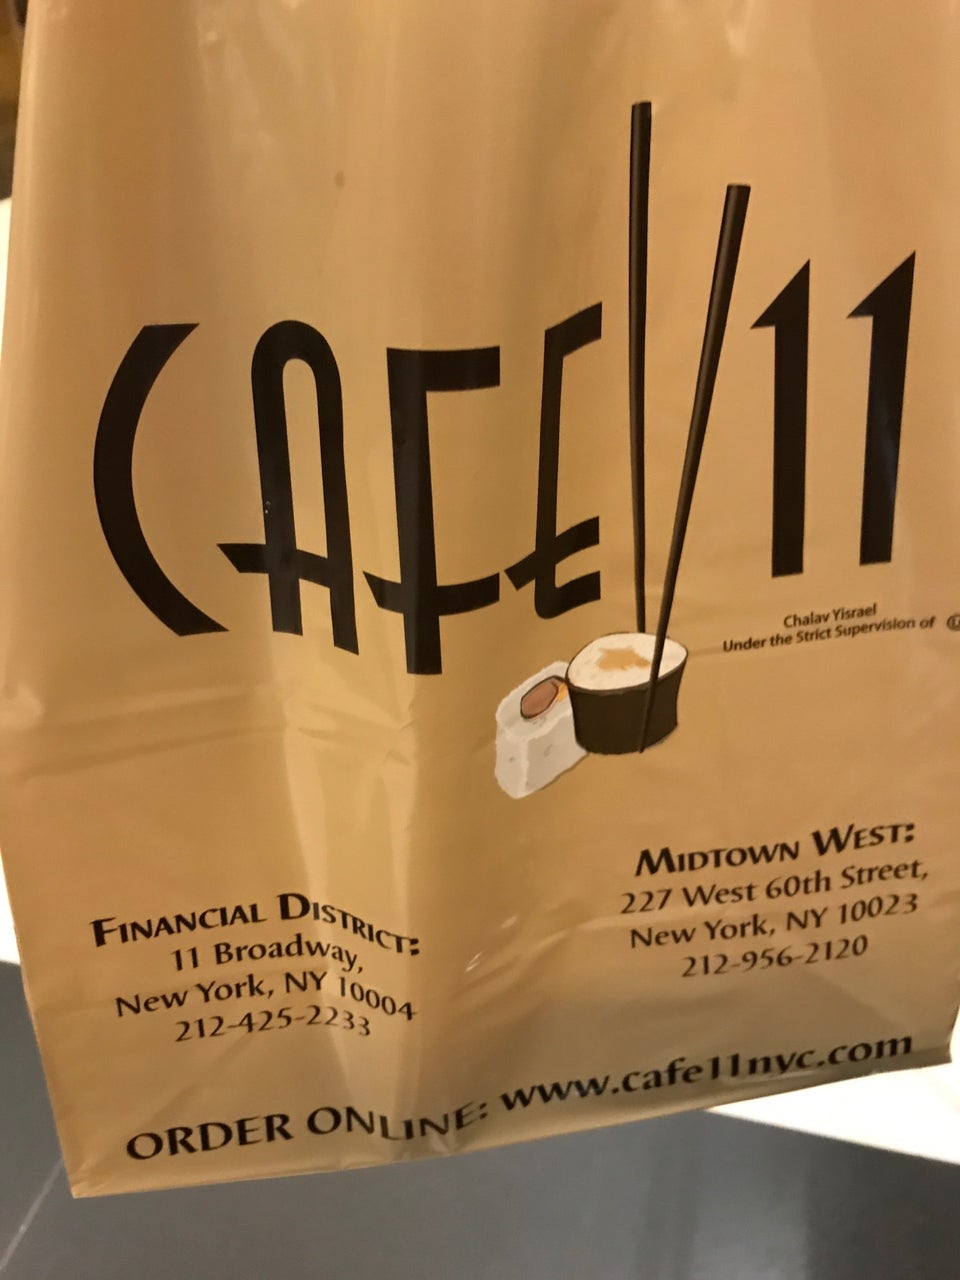 CAFE 11
Chalav Yisrael
Under the Strict Supervision of
FINANCIAL DISTRICT:
11 Broadway,
New York, NY 10004
212-425-2233
MIDTOWN WEST:
227 West 60th Street,
New York, NY 10023
212-956-2120
ORDER ONLINE: www.cafe11nyc.com